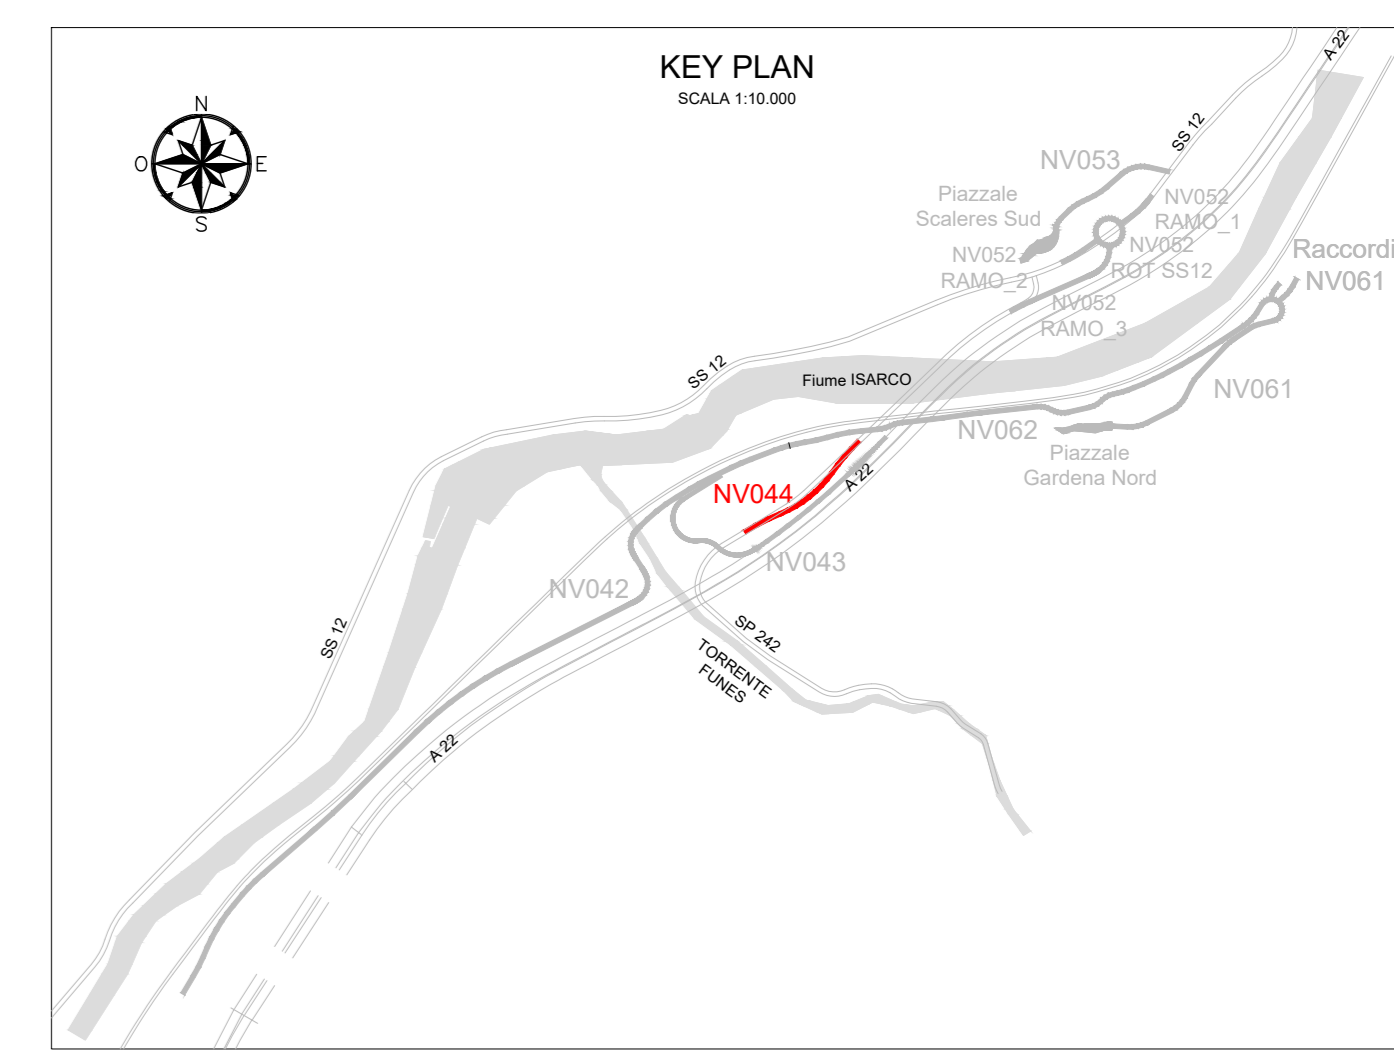 KEY PLAN
SCALA 1:10.000
N
O
E
S
A 22
SS 12
NV053
Piazzale
Scaleres Sud
NV052
RAMO_1
NV052
ROT SS12
NV052
RAMO_2
NV052
RAMO_3
Raccordi
NV061
SS 12
Fiume ISARCO
NV061
NV062
Piazzale
Gardena Nord
NV044
A 22
NV043
NV042
SS 12
SP 242
TORRENTE
FUNES
A 22